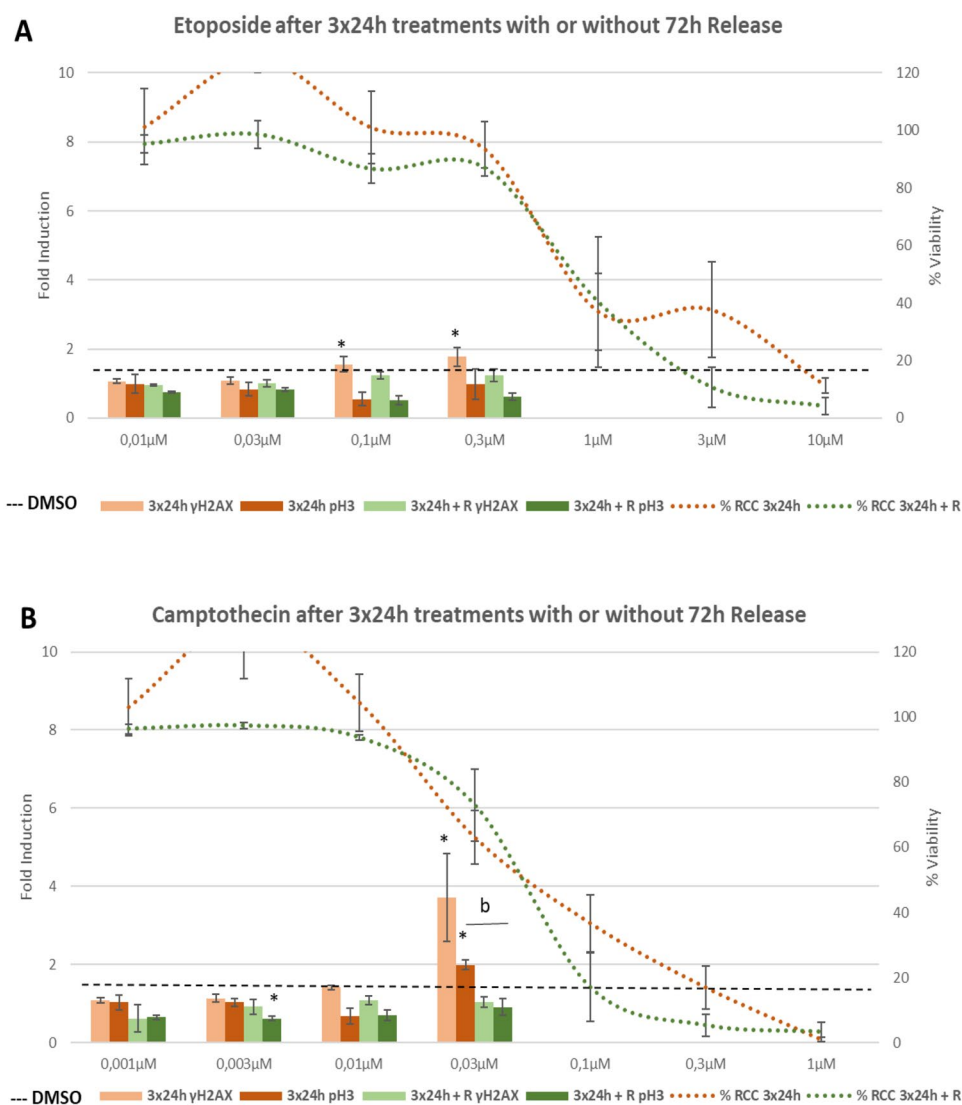 A
Etoposide after 3x24h treatments with or without 72h Release
10
8
6
4
2
0
Fold Induction
120
100
80
60
40
20
0
% Viability
*
*
0,01µM 0,03µM 0,1µM 0,3µM 1µM 3µM 10µM
--- DMSO 3x24h γH2AX 3x24h pH3 3x24h + R γH2AX 3x24h + R pH3 % RCC 3x24h % RCC 3x24h + R
B
Camptothecin after 3x24h treatments with or without 72h Release
10
8
6
4
2
0
Fold Induction
120
100
80
60
40
20
0
% Viability
*
b
*
*
0,001µM 0,003µM 0,01µM 0,03µM 0,1µM 0,3µM 1µM
--- DMSO 3x24h γH2AX 3x24h pH3 3x24h + R γH2AX 3x24h + R pH3 % RCC 3x24h % RCC 3x24h + R